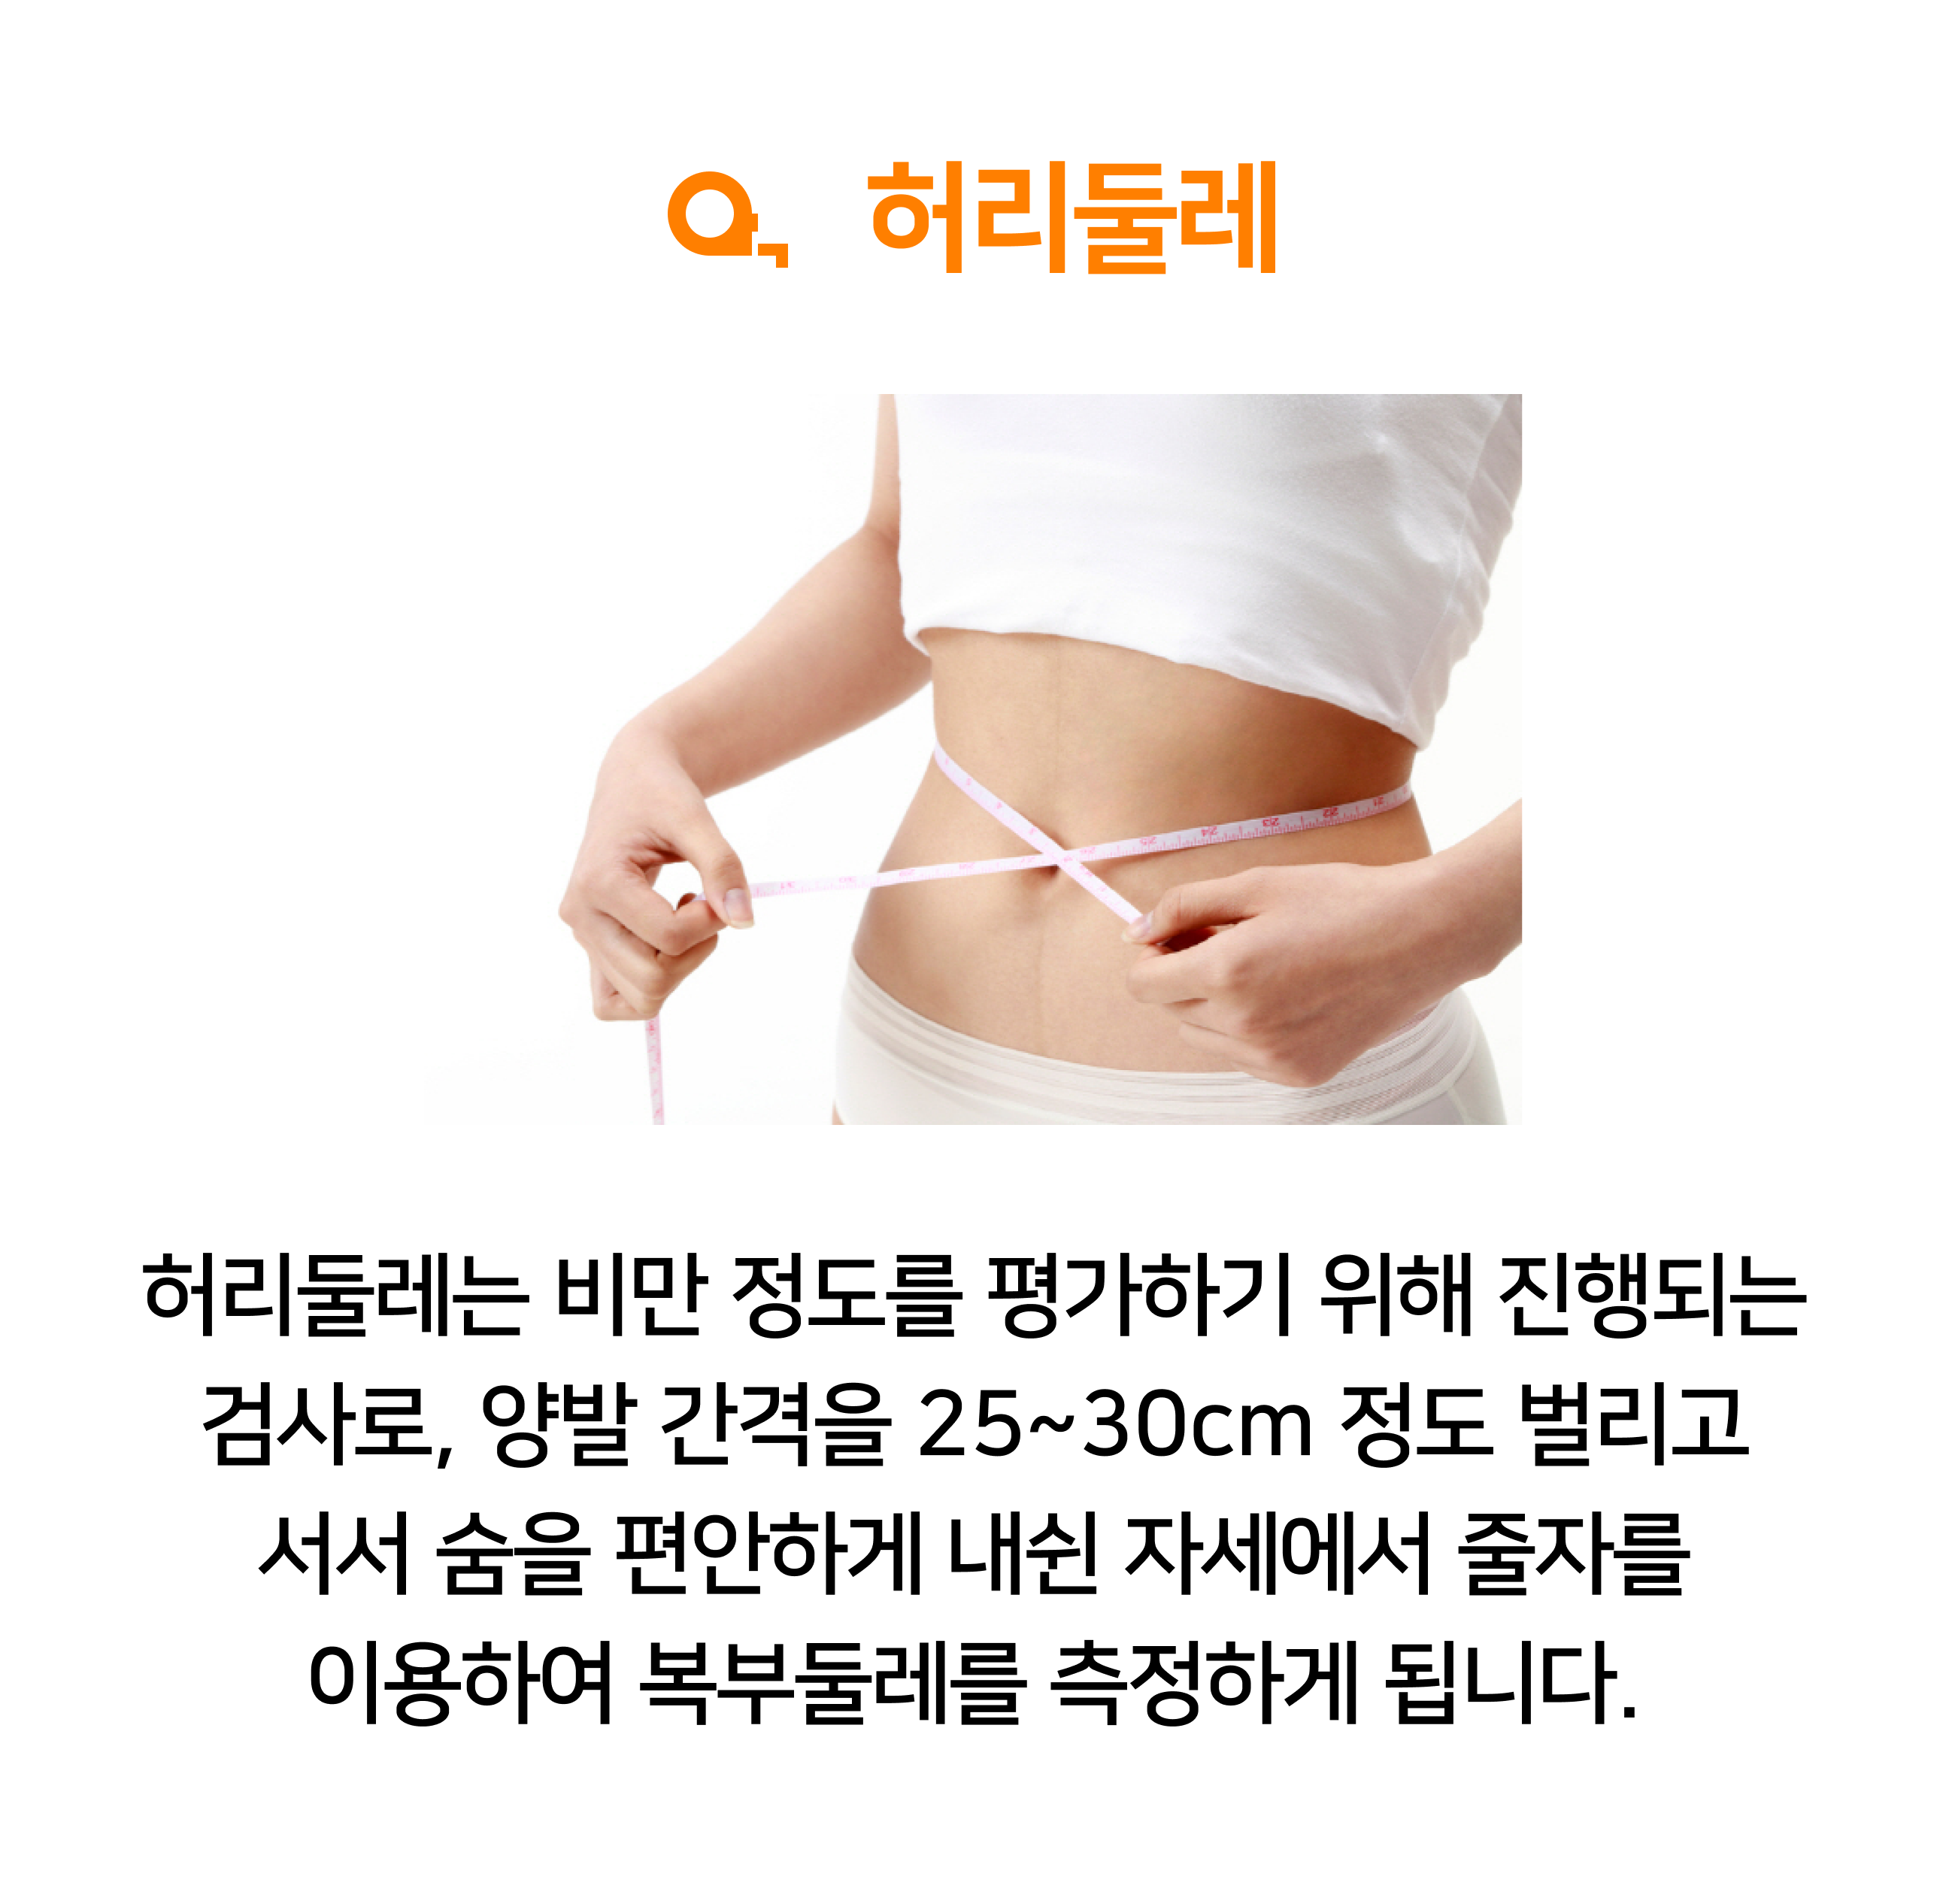 허리둘레
허리둘레는 비만 정도를 평가하기 위해 진행되는
검사로, 양발 간격을 25~30cm 정도 벌리고
서서 숨을 편안하게 내쉰 자세에서 줄자를
이용하여 복부둘레를 측정하게 됩니다.